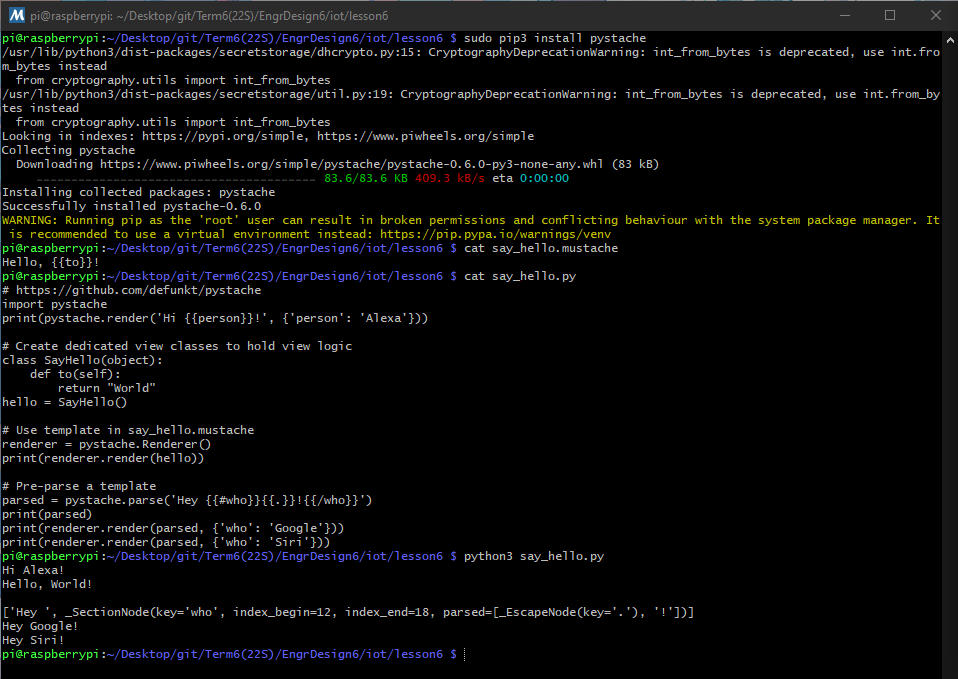 pi@raspberrypi: ~/Desktop/git/Term6(22S)/EngrDesign6/iot/lesson6
pi@raspberrypi:~/Desktop/git/Term6(22S)/EngrDesign6/iot/lesson6 $ sudo pip3 install pystache
/usr/lib/python3/dist-packages/secretstorage/dhcrypto.py:15: CryptographyDeprecationWarning: int_from_bytes is deprecated, use int.fro
m_bytes instead
  from cryptography.utils import int_from_bytes
/usr/lib/python3/dist-packages/secretstorage/util.py:19: CryptographyDeprecationWarning: int_from_bytes is deprecated, use int.from_by
tes instead
  from cryptography.utils import int_from_bytes
Looking in indexes: https://pypi.org/simple, https://www.piwheels.org/simple
Collecting pystache
  Downloading https://www.piwheels.org/simple/pystache/pystache-0.6.0-py3-none-any.whl (83 kB)
     ---------------------------------------- 83.6/83.6 KB 409.3 kB/s eta 0:00:00
Installing collected packages: pystache
Successfully installed pystache-0.6.0
WARNING: Running pip as the 'root' user can result in broken permissions and conflicting behaviour with the system package manager. It
 is recommended to use a virtual environment instead: https://pip.pypa.io/warnings/venv
pi@raspberrypi:~/Desktop/git/Term6(22S)/EngrDesign6/iot/lesson6 $ cat say_hello.mustache
Hello, {{to}}!
pi@raspberrypi:~/Desktop/git/Term6(22S)/EngrDesign6/iot/lesson6 $ cat say_hello.py
# https://github.com/defunkt/pystache
import pystache
print(pystache.render('Hi {{person}}!', {'person': 'Alexa'}))

# Create dedicated view classes to hold view logic
class SayHello(object):
    def to(self):
        return "World"
hello = SayHello()

# Use template in say_hello.mustache
renderer = pystache.Renderer()
print(renderer.render(hello))

# Pre-parse a template
parsed = pystache.parse('Hey {{#who}}{{.}}!{{/who}}')
print(parsed)
print(renderer.render(parsed, {'who': 'Google'}))
print(renderer.render(parsed, {'who': 'Siri'}))
pi@raspberrypi:~/Desktop/git/Term6(22S)/EngrDesign6/iot/lesson6 $ python3 say_hello.py
Hi Alexa!
Hello, World!

['Hey ', _SectionNode(key='who', index_begin=12, index_end=18, parsed=[_EscapeNode(key='.'), '!'])]
Hey Google!
Hey Siri!
pi@raspberrypi:~/Desktop/git/Term6(22S)/EngrDesign6/iot/lesson6 $